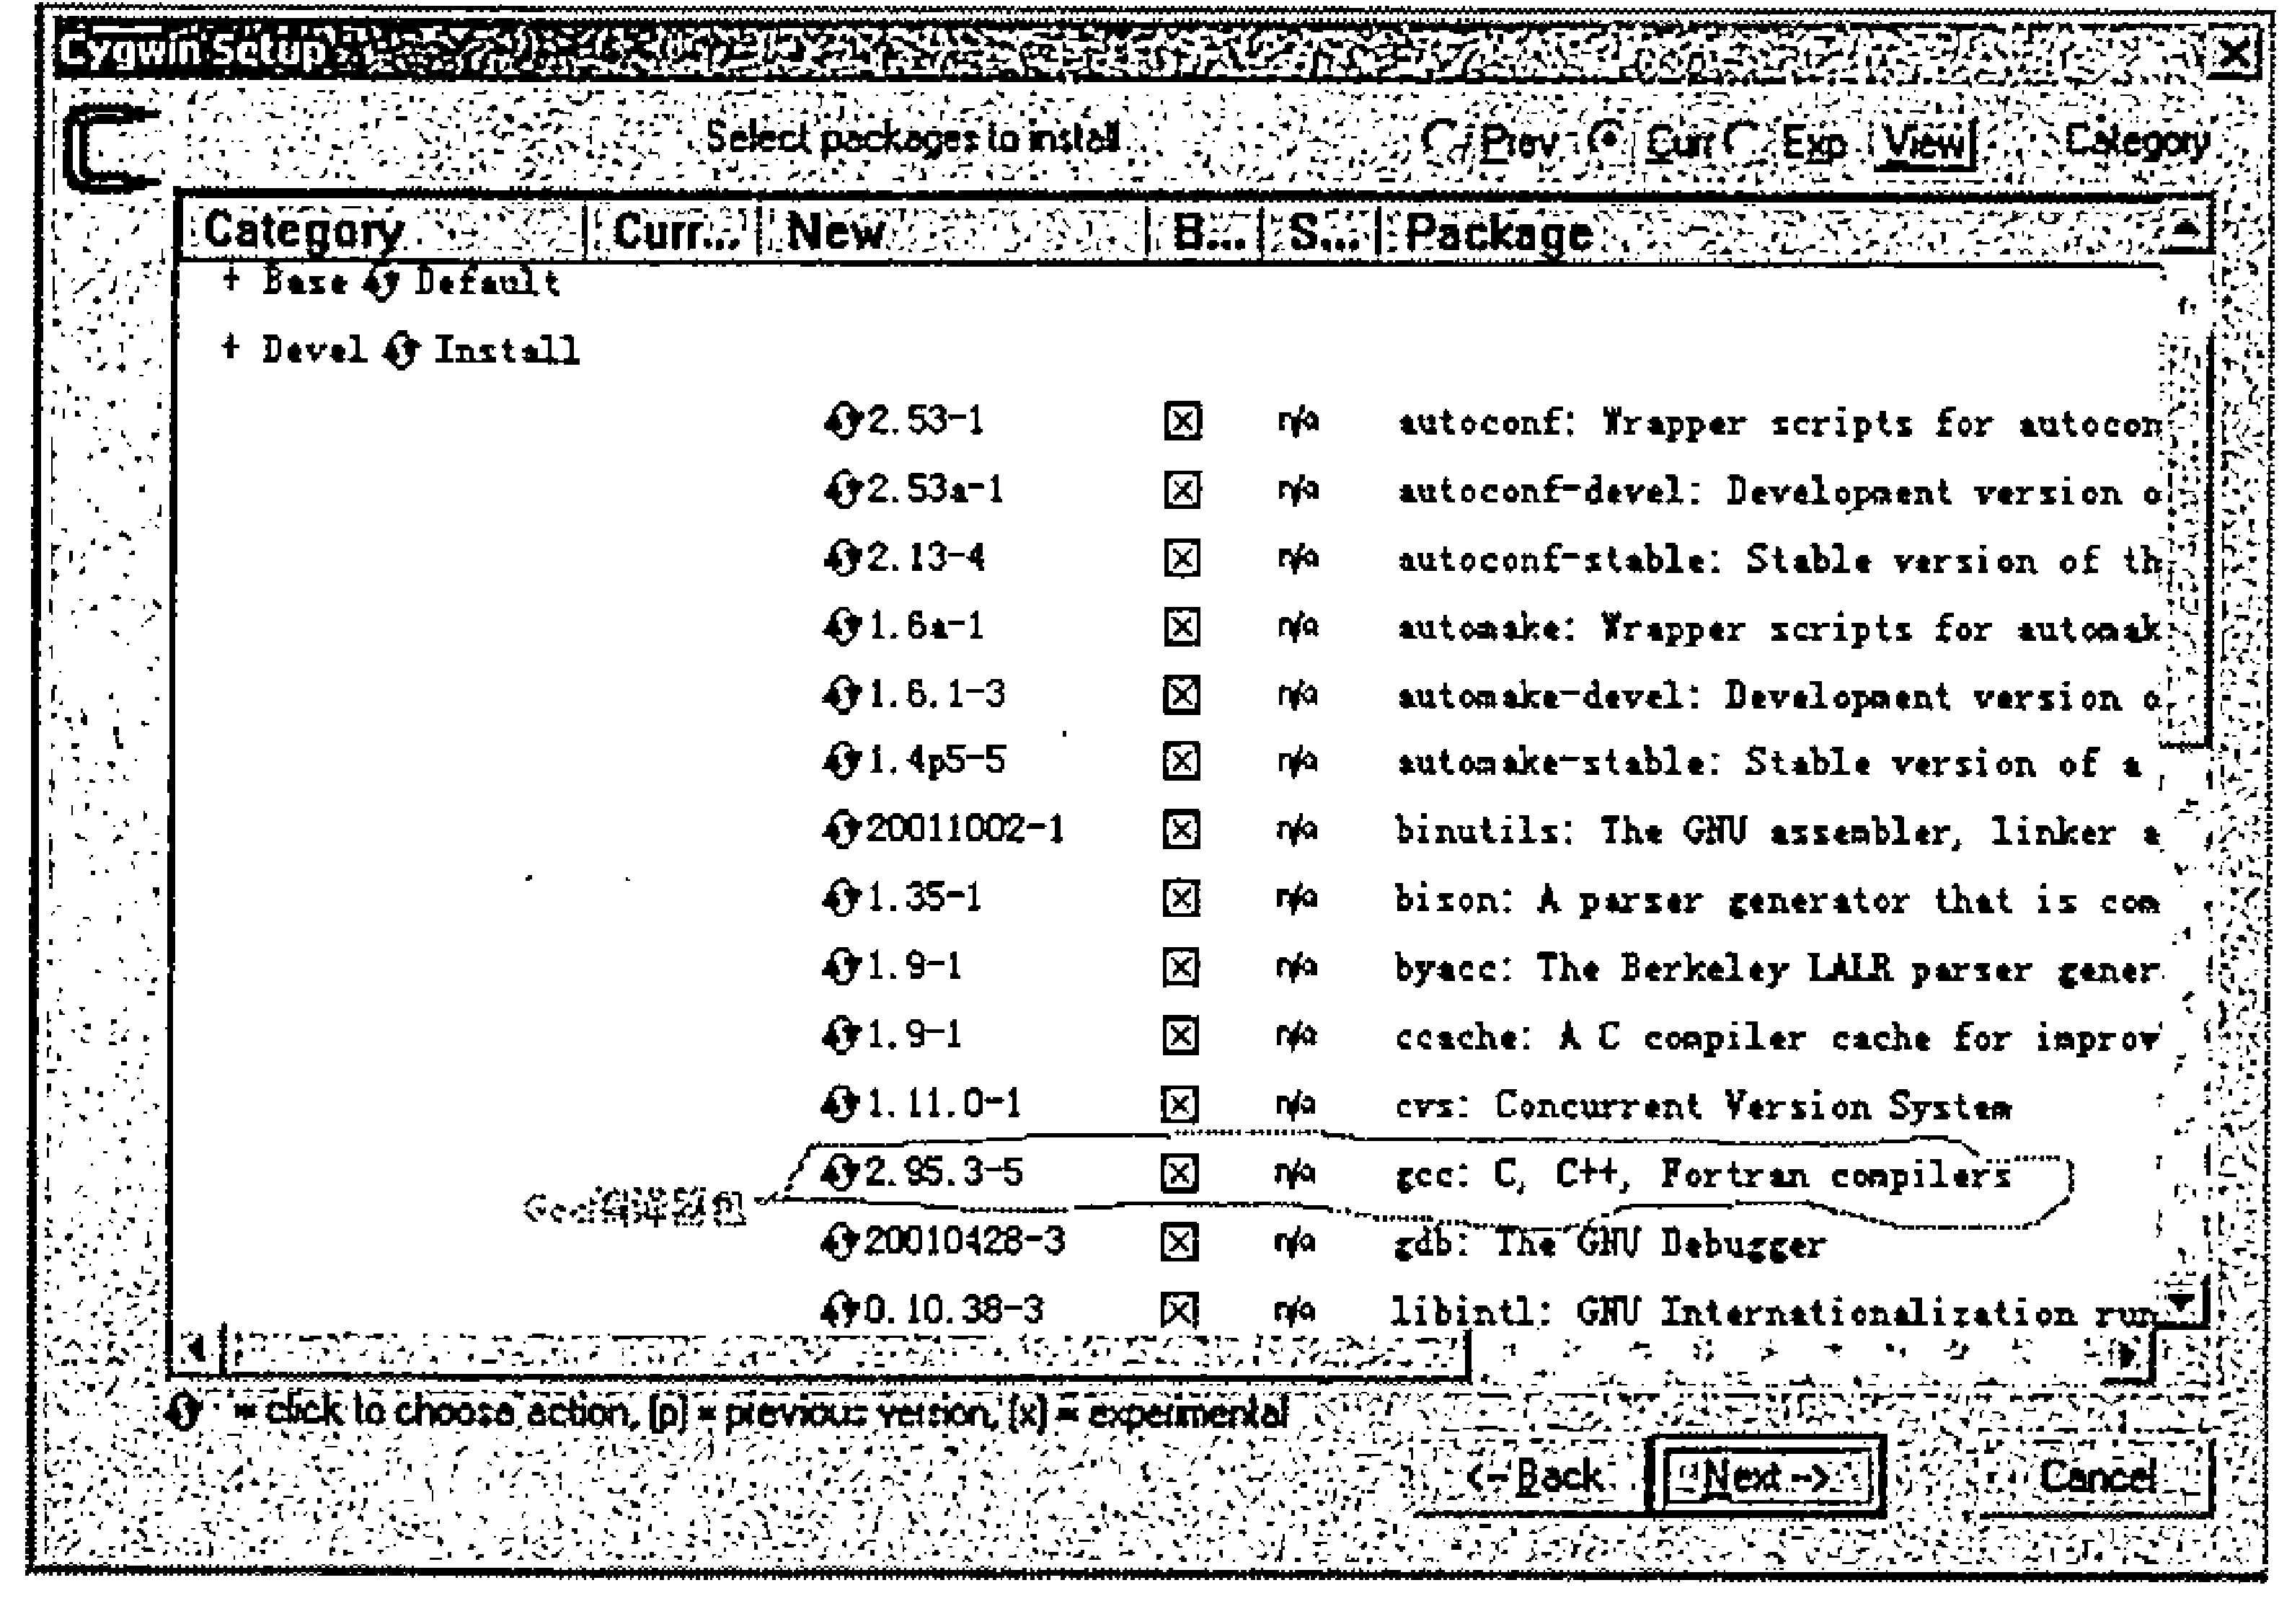 Cygwin Setup
Select packages to install
Prev Curr Exp View Category
Category Curr... New B... S... Package
+ Base Default
+ Devel Install
2.53-1 n/a autoconf: Wrapper scripts for autocon
2.53a-1 n/a autoconf-devel: Development version o
2.13-4 n/a autoconf-stable: Stable version of th
1.6a-1 n/a automake: Wrapper scripts for automak
1.6.1-3 n/a automake-devel: Development version o
1.4p5-5 n/a automake-stable: Stable version of a
20011002-1 n/a binutils: The GNU assembler, linker a
1.35-1 n/a bison: A parser generator that is com
1.9-1 n/a byacc: The Berkeley LALR parser gener
1.9-1 n/a ccache: A C compiler cache for improv
1.11.0-1 n/a cvs: Concurrent Version System
2.95.3-5 n/a gcc: C, C++, Fortran compilers
Gcc编译器包
20010428-3 n/a gdb: The GNU Debugger
0.10.38-3 n/a libintl: GNU Internationalization run
= click to choose action, (p) = previous version, (x) = experimental
<- Back Next -> Cancel